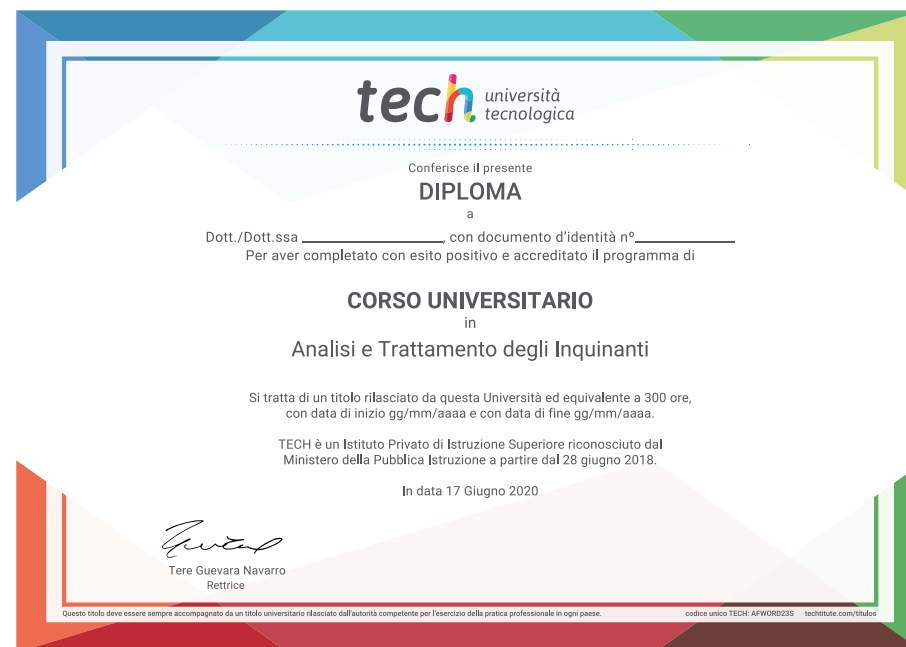 tech università
tecnologica
Conferisce il presente
DIPLOMA
a
Dott./Dott.ssa ____________________, con documento d'identità nº______________
Per aver completato con esito positivo e accreditato il programma di
CORSO UNIVERSITARIO
in
Analisi e Trattamento degli Inquinanti
Si tratta di un titolo rilasciato da questa Università ed equivalente a 300 ore,
con data di inizio gg/mm/aaaa e con data di fine gg/mm/aaaa.
TECH è un Istituto Privato di Istruzione Superiore riconosciuto dal
Ministero della Pubblica Istruzione a partire dal 28 giugno 2018.
In data 17 Giugno 2020
Tere Guevara Navarro
Rettrice
Questo titolo deve essere sempre accompagnato da un titolo universitario rilasciato dall'autorità competente per l'esercizio della pratica professionale in ogni paese. codice unico TECH: AFWORD23S techtitute.com/titulos